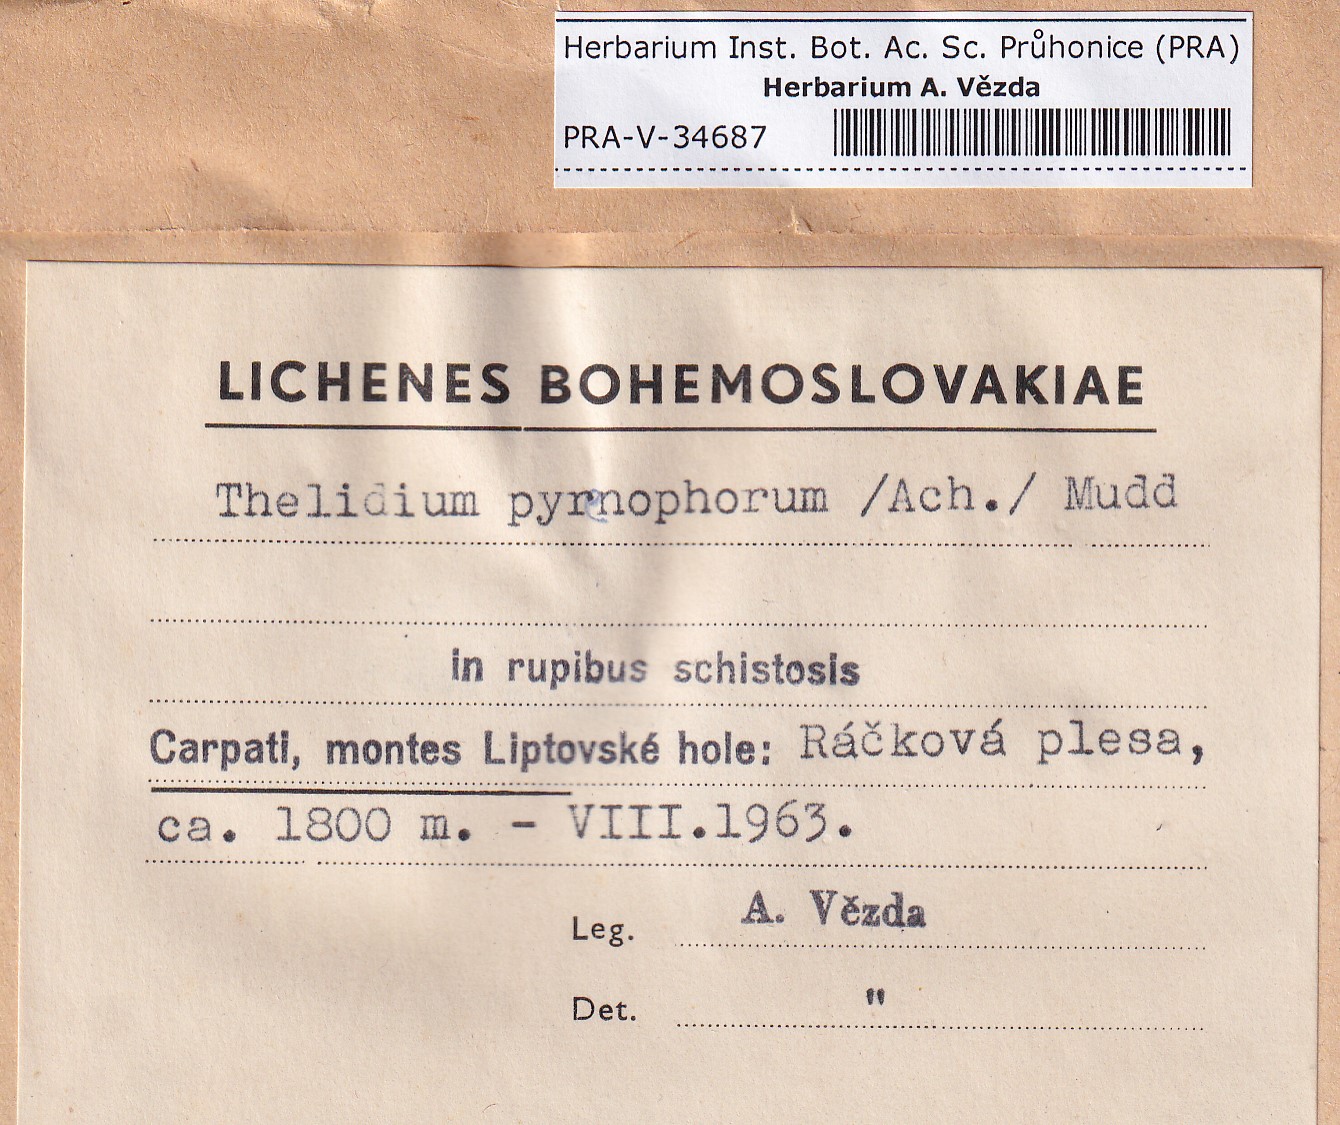 Herbarium Inst. Bot. Ac. Sc. Průhonice (PRA)
Herbarium A. Vězda
PRA-V-34687
LICHENES BOHEMOSLOVAKIAE
Thelidium pyrnophorum /Ach./ Mudd
in rupibus schistosis
Carpati, montes Liptovské hole: Ráčková plesa,
ca. 1800 m. - VIII.1963.
Leg. A. Vězda
Det. "